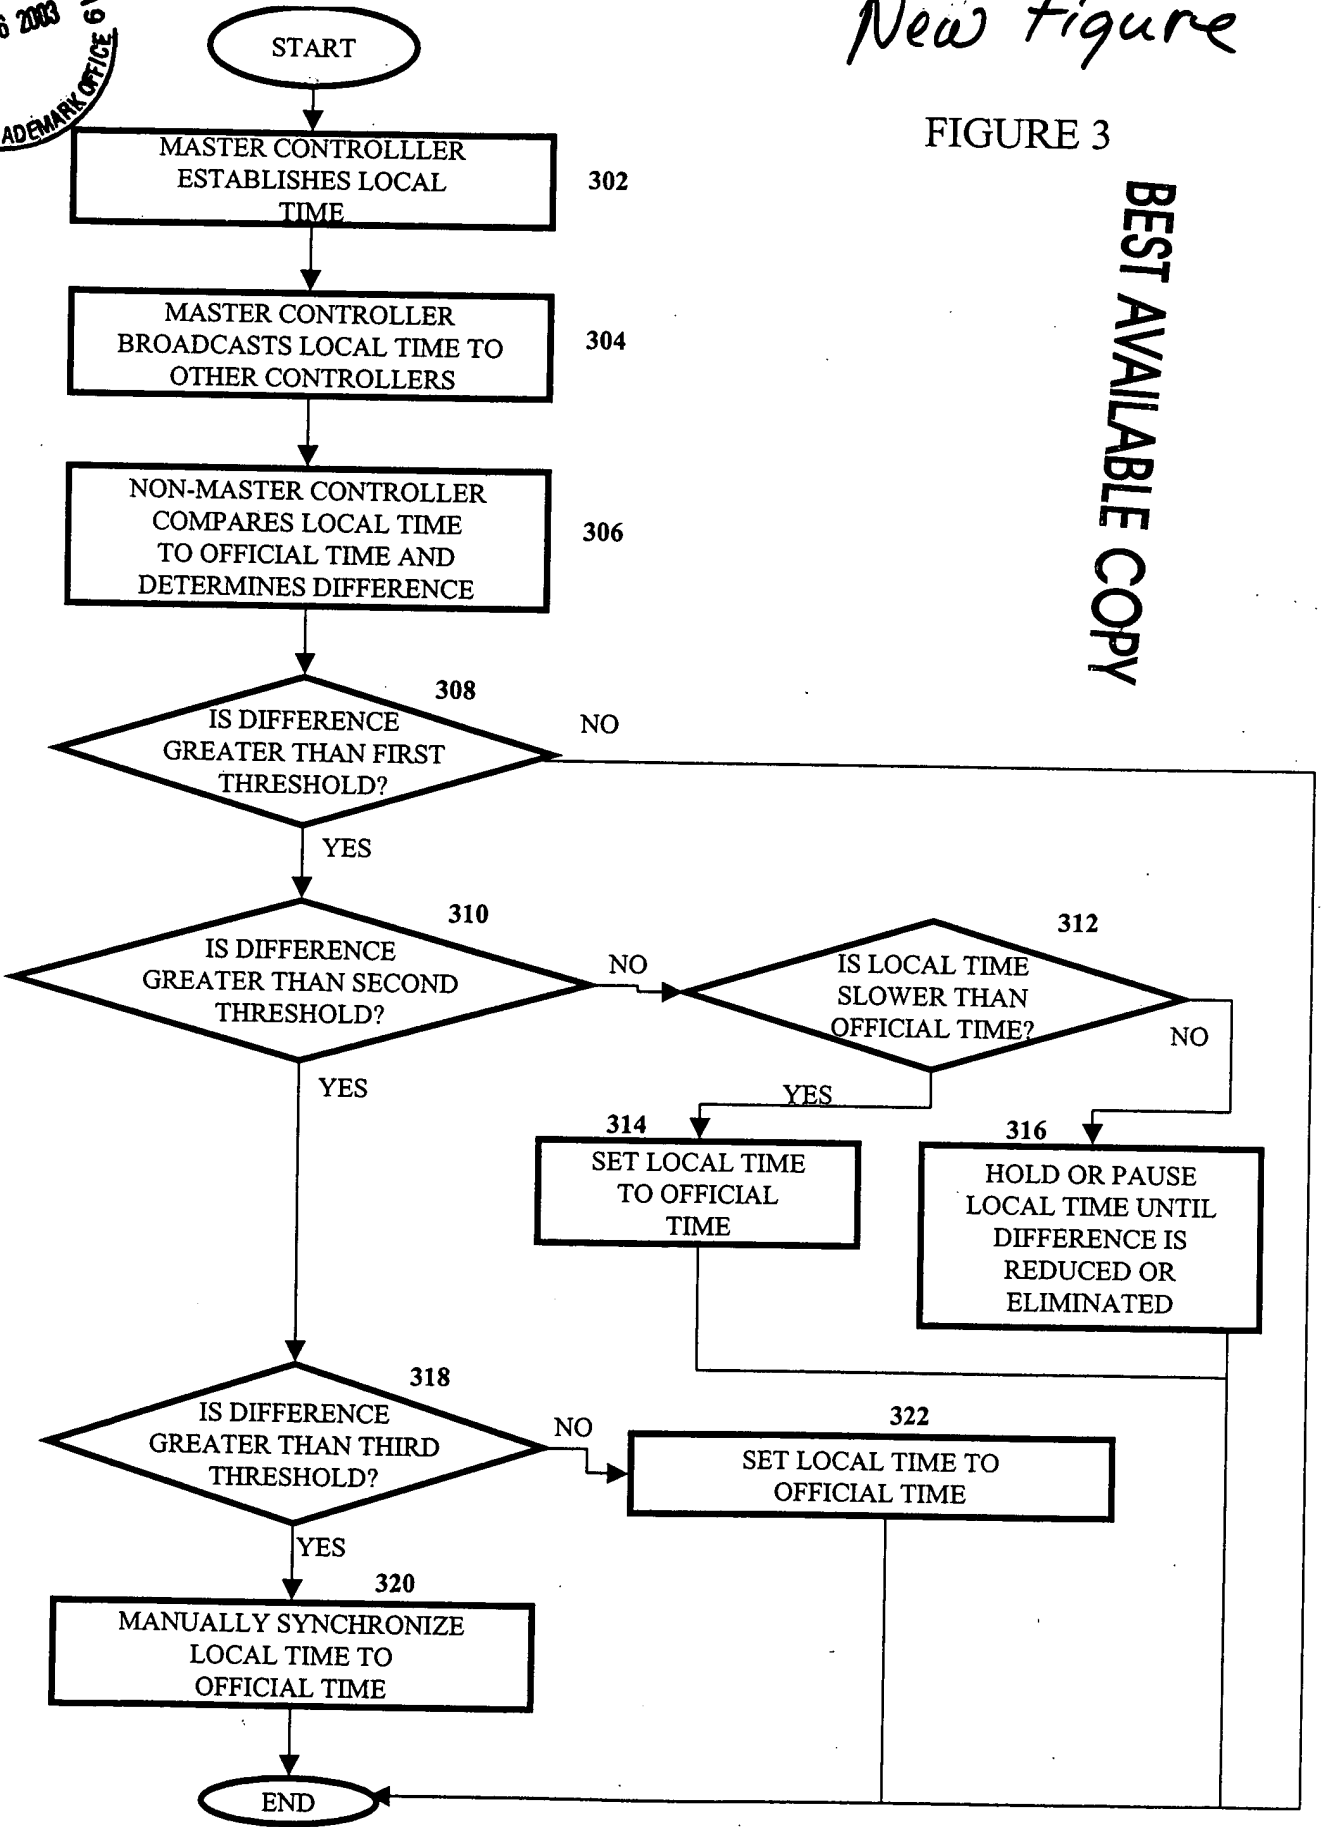 6 2003
ADEMARK OFFICE
New Figure
FIGURE 3
BEST AVAILABLE COPY
START
MASTER CONTROLLLER
ESTABLISHES LOCAL
TIME
302
MASTER CONTROLLER
BROADCASTS LOCAL TIME TO
OTHER CONTROLLERS
304
NON-MASTER CONTROLLER
COMPARES LOCAL TIME
TO OFFICIAL TIME AND
DETERMINES DIFFERENCE
306
308
IS DIFFERENCE
GREATER THAN FIRST
THRESHOLD?
NO
YES
310
IS DIFFERENCE
GREATER THAN SECOND
THRESHOLD?
NO
YES
312
IS LOCAL TIME
SLOWER THAN
OFFICIAL TIME?
NO
YES
314
SET LOCAL TIME
TO OFFICIAL
TIME
316
HOLD OR PAUSE
LOCAL TIME UNTIL
DIFFERENCE IS
REDUCED OR
ELIMINATED
318
IS DIFFERENCE
GREATER THAN THIRD
THRESHOLD?
NO
YES
322
SET LOCAL TIME TO
OFFICIAL TIME
320
MANUALLY SYNCHRONIZE
LOCAL TIME TO
OFFICIAL TIME
END